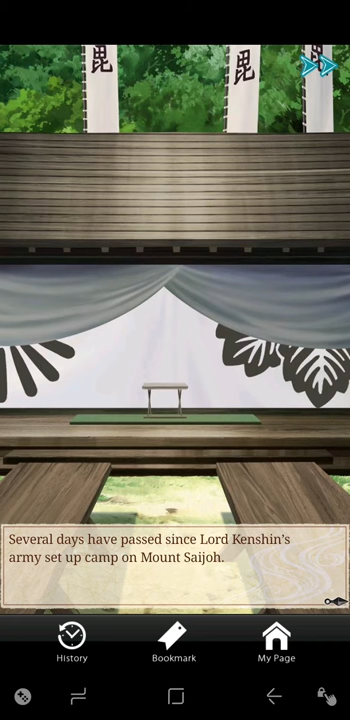 毘
毘
毘
Several days have passed since Lord Kenshin's
army set up camp on Mount Saijoh.
History
Bookmark
My Page